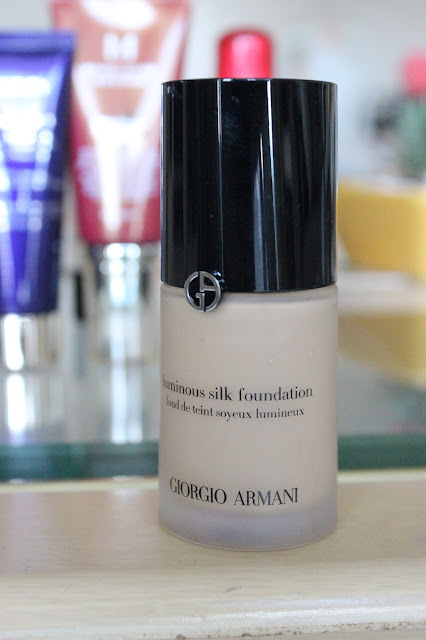 luminous silk foundation
fond de teint soyeux lumineux
GIORGIO ARMANI